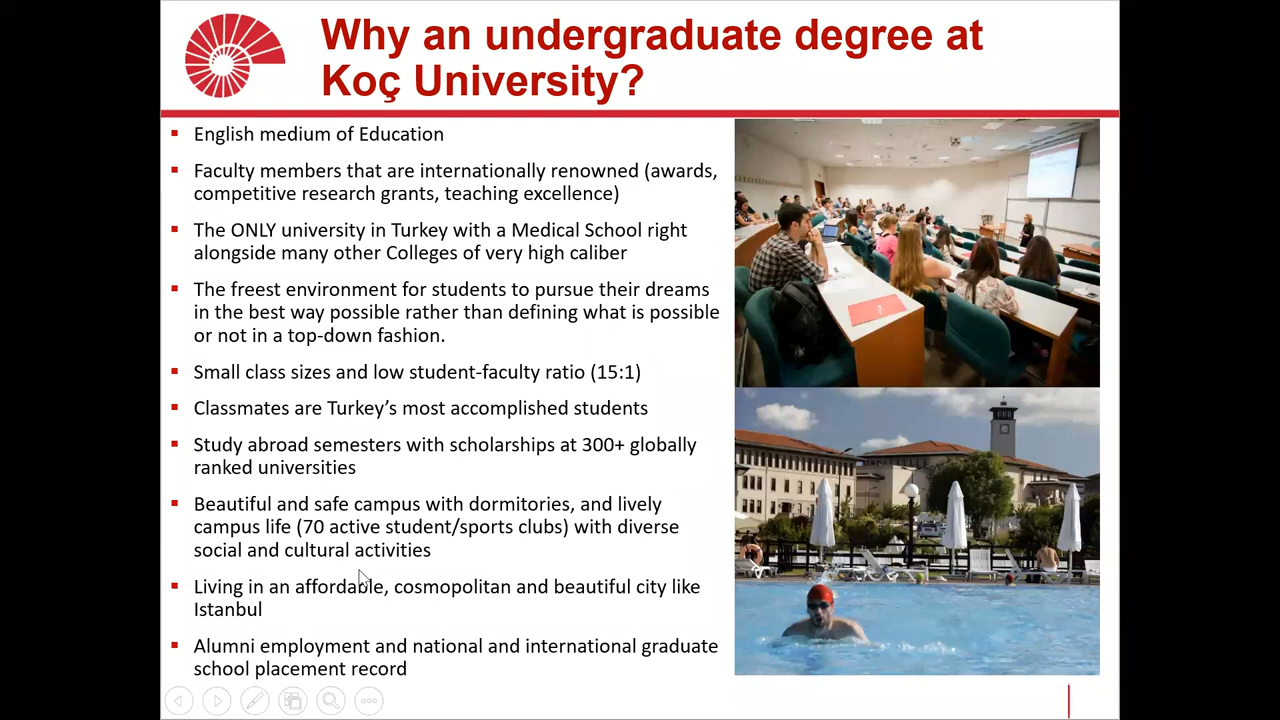 Why an undergraduate degree at
Koç University?
English medium of Education
Faculty members that are internationally renowned (awards,
competitive research grants, teaching excellence)
The ONLY university in Turkey with a Medical School right
alongside many other Colleges of very high caliber
The freest environment for students to pursue their dreams
in the best way possible rather than defining what is possible
or not in a top-down fashion.
Small class sizes and low student-faculty ratio (15:1)
Classmates are Turkey’s most accomplished students
Study abroad semesters with scholarships at 300+ globally
ranked universities
Beautiful and safe campus with dormitories, and lively
campus life (70 active student/sports clubs) with diverse
social and cultural activities
Living in an affordable, cosmopolitan and beautiful city like
Istanbul
Alumni employment and national and international graduate
school placement record